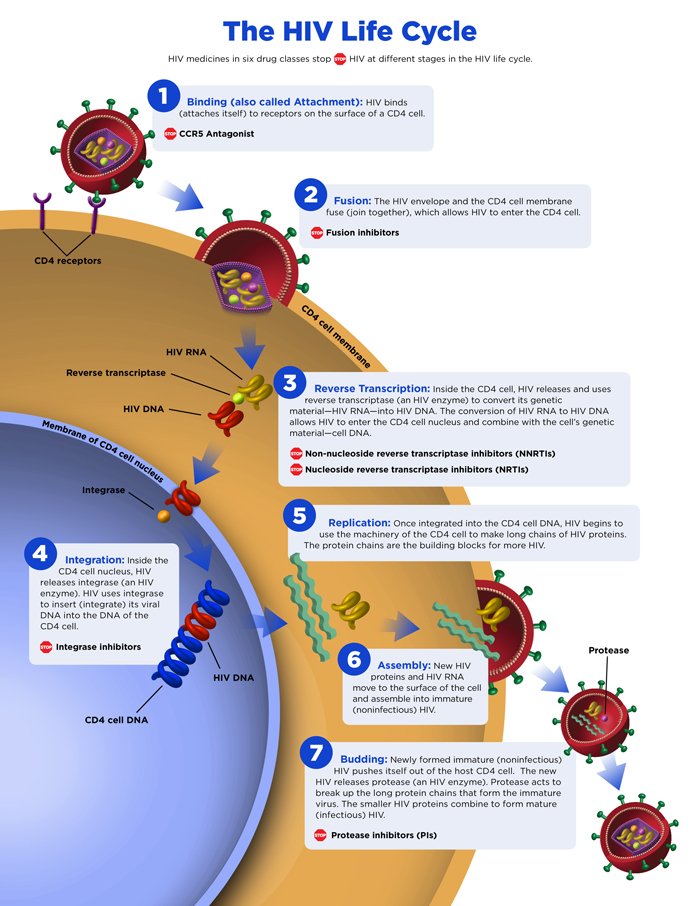 The HIV Life Cycle
HIV medicines in six drug classes stop STOP HIV at different stages in the HIV life cycle.
1
Binding (also called Attachment): HIV binds
(attaches itself) to receptors on the surface of a CD4 cell.
STOP CCR5 Antagonist
2
Fusion: The HIV envelope and the CD4 cell membrane
fuse (join together), which allows HIV to enter the CD4 cell.
STOP Fusion inhibitors
CD4 receptors
CD4 cell membrane
HIV RNA
Reverse transcriptase
HIV DNA
3
Reverse Transcription: Inside the CD4 cell, HIV releases and uses
reverse transcriptase (an HIV enzyme) to convert its genetic
material—HIV RNA—into HIV DNA. The conversion of HIV RNA to HIV DNA
allows HIV to enter the CD4 cell nucleus and combine with the cell's genetic
material—cell DNA.
STOP Non-nucleoside reverse transcriptase inhibitors (NNRTIs)
STOP Nucleoside reverse transcriptase inhibitors (NRTIs)
Membrane of CD4 cell nucleus
Integrase
4
Integration: Inside the
CD4 cell nucleus, HIV
releases integrase (an HIV
enzyme). HIV uses integrase
to insert (integrate) its viral
DNA into the DNA of the
CD4 cell.
STOP Integrase inhibitors
HIV DNA
CD4 cell DNA
5
Replication: Once integrated into the CD4 cell DNA, HIV begins to
use the machinery of the CD4 cell to make long chains of HIV proteins.
The protein chains are the building blocks for more HIV.
6
Assembly: New HIV
proteins and HIV RNA
move to the surface of the cell
and assemble into immature
(noninfectious) HIV.
Protease
7
Budding: Newly formed immature (noninfectious)
HIV pushes itself out of the host CD4 cell. The new
HIV releases protease (an HIV enzyme). Protease acts to
break up the long protein chains that form the immature
virus. The smaller HIV proteins combine to form mature
(infectious) HIV.
STOP Protease inhibitors (PIs)